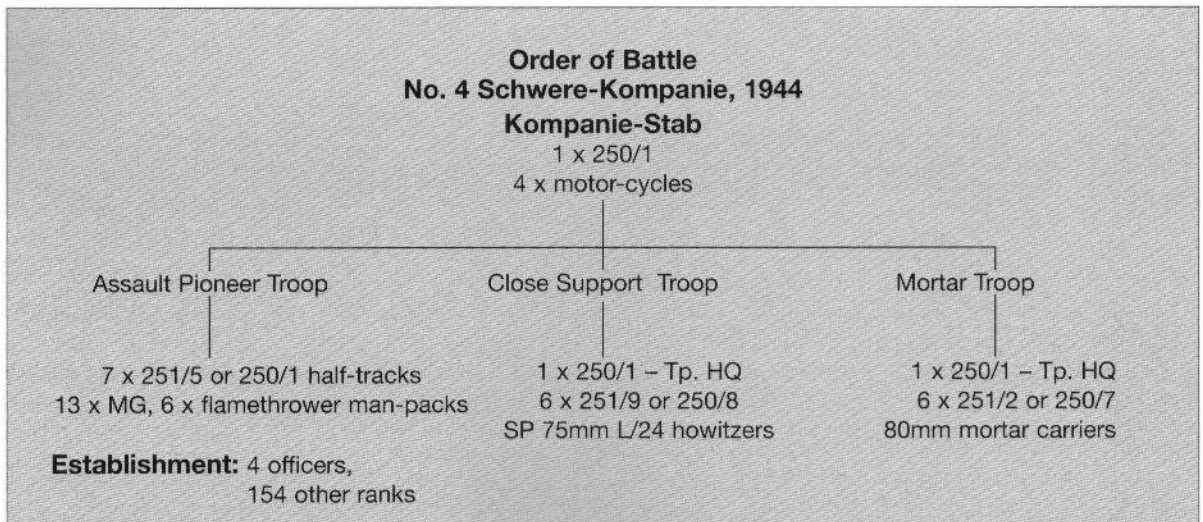 Order of Battle
No. 4 Schwere-Kompanie, 1944
Kompanie-Stab
1 x 250/1
4 x motor-cycles
Assault Pioneer Troop
7 x 251/5 or 250/1 half-tracks
13 x MG, 6 x flamethrower man-packs
Close Support Troop
1 x 250/1 – Tp. HQ
6 x 251/9 or 250/8
SP 75mm L/24 howitzers
Mortar Troop
1 x 250/1 – Tp. HQ
6 x 251/2 or 250/7
80mm mortar carriers
Establishment: 4 officers,
154 other ranks